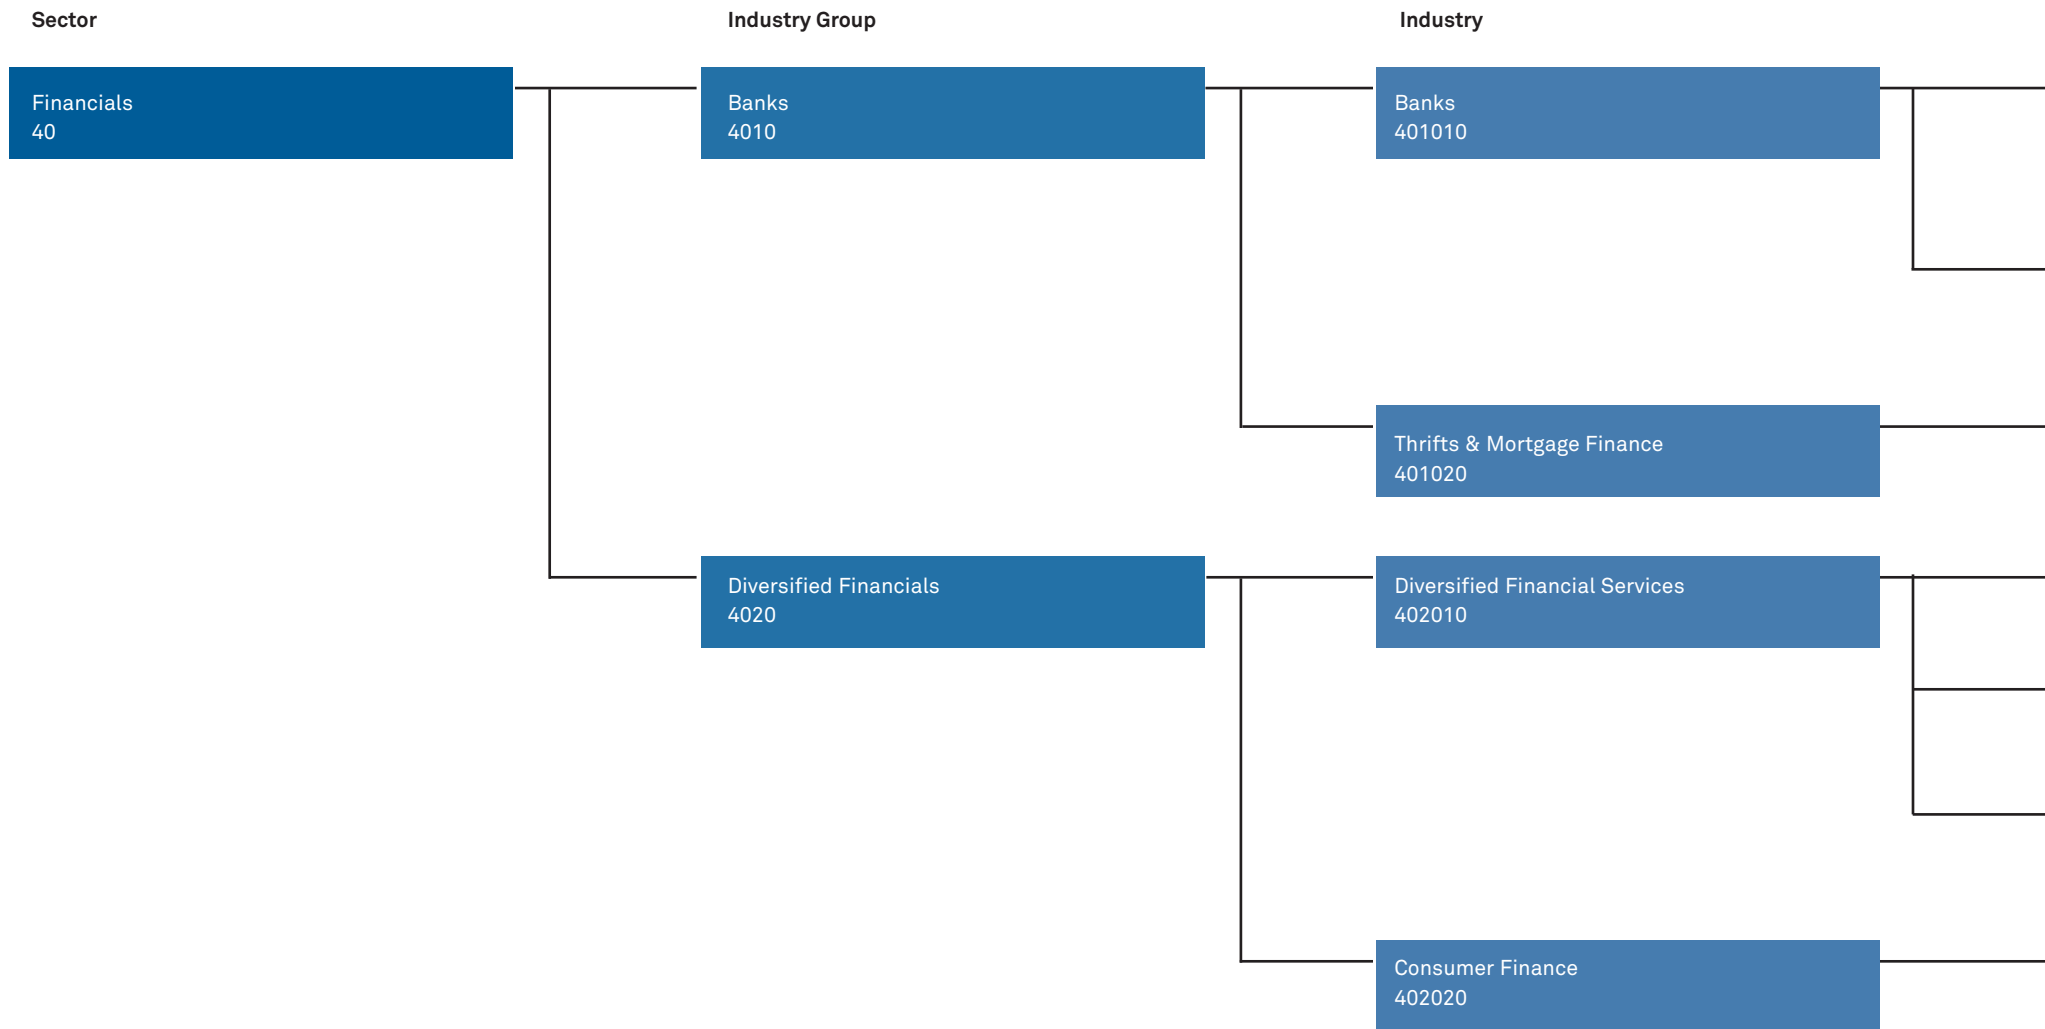 Sector
Industry Group
Industry
Financials
40
Banks
4010
Banks
401010
Thrifts & Mortgage Finance
401020
Diversified Financials
4020
Diversified Financial Services
402010
Consumer Finance
402020